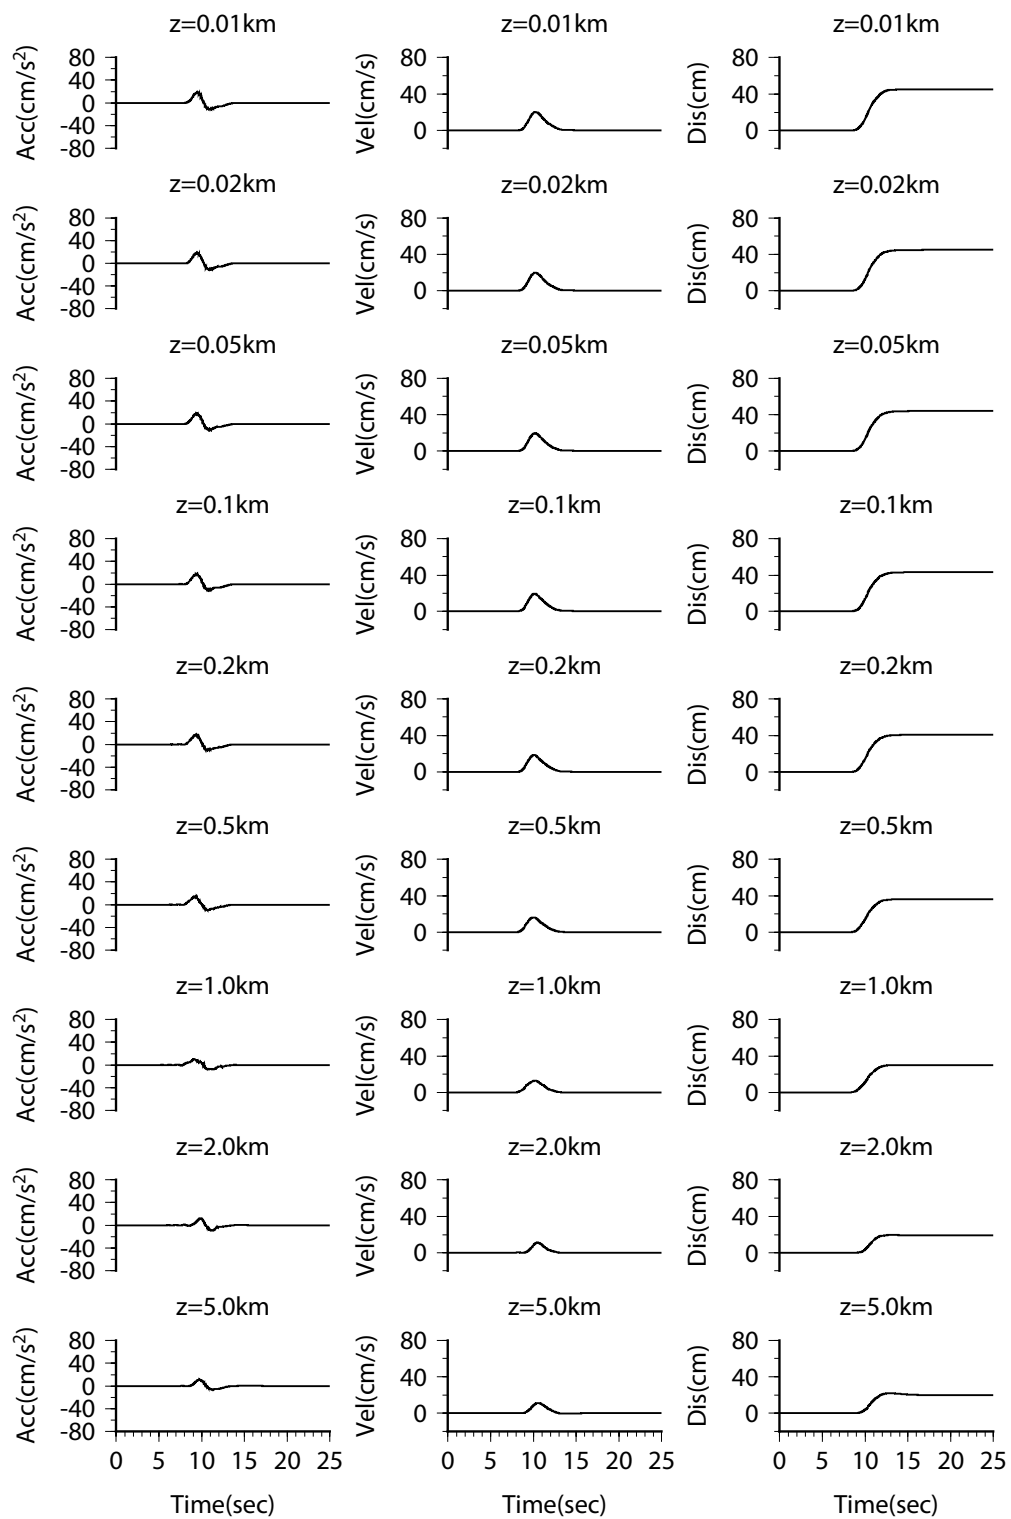 z=0.01km z=0.01km z=0.01km
Acc(cm/s²) 80 40 0 -40 -80 Vel(cm/s) 80 40 0 Dis(cm) 80 40 0
z=0.02km z=0.02km z=0.02km
Acc(cm/s²) 80 40 0 -40 -80 Vel(cm/s) 80 40 0 Dis(cm) 80 40 0
z=0.05km z=0.05km z=0.05km
Acc(cm/s²) 80 40 0 -40 -80 Vel(cm/s) 80 40 0 Dis(cm) 80 40 0
z=0.1km z=0.1km z=0.1km
Acc(cm/s²) 80 40 0 -40 -80 Vel(cm/s) 80 40 0 Dis(cm) 80 40 0
z=0.2km z=0.2km z=0.2km
Acc(cm/s²) 80 40 0 -40 -80 Vel(cm/s) 80 40 0 Dis(cm) 80 40 0
z=0.5km z=0.5km z=0.5km
Acc(cm/s²) 80 40 0 -40 -80 Vel(cm/s) 80 40 0 Dis(cm) 80 40 0
z=1.0km z=1.0km z=1.0km
Acc(cm/s²) 80 40 0 -40 -80 Vel(cm/s) 80 40 0 Dis(cm) 80 40 0
z=2.0km z=2.0km z=2.0km
Acc(cm/s²) 80 40 0 -40 -80 Vel(cm/s) 80 40 0 Dis(cm) 80 40 0
z=5.0km z=5.0km z=5.0km
Acc(cm/s²) 80 40 0 -40 -80 Vel(cm/s) 80 40 0 Dis(cm) 80 40 0
0 5 10 15 20 25 0 5 10 15 20 25 0 5 10 15 20 25
Time(sec) Time(sec) Time(sec)